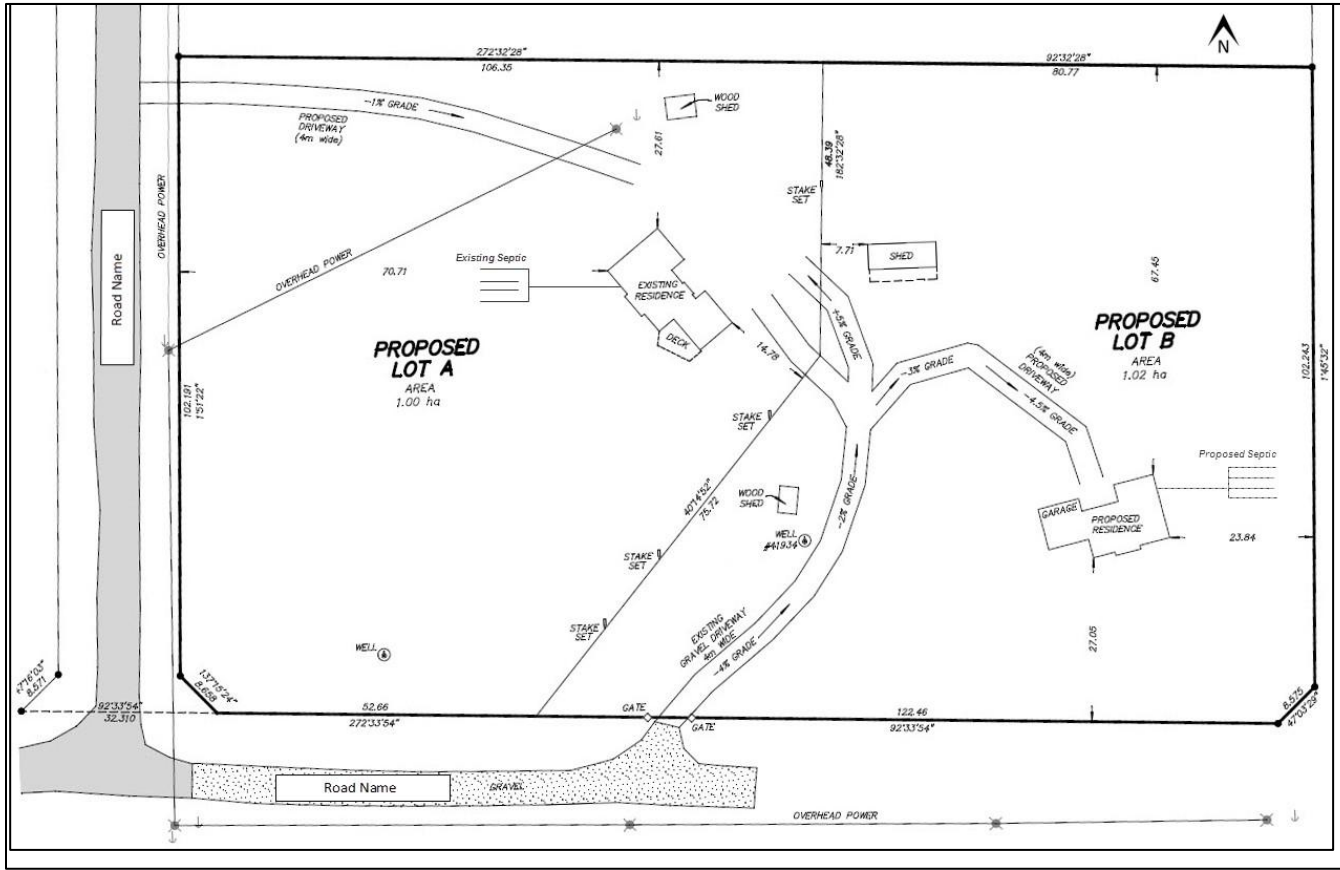 N
272°32'28"
106.35
92°32'28"
80.77
-1% GRADE
PROPOSED
DRIVEWAY
(4m wide)
WOOD
SHED
27.61
48.39
182°32'28"
STAKE
SET
OVERHEAD POWER
OVERHEAD POWER
Road Name
70.71
Existing Septic
EXISTING
RESIDENCE
DECK
7.71
SHED
67.45
PROPOSED
LOT A
AREA
1.00 ha
PROPOSED
LOT B
AREA
1.02 ha
14.78
+5% GRADE
-3% GRADE
(4m wide)
PROPOSED
DRIVEWAY
-4.5% GRADE
102.191
1°51'22"
102.243
1°45'32"
STAKE
SET
40°14'52"
75.72
WOOD
SHED
WELL
#41934
-2% GRADE
Proposed Septic
GARAGE
PROPOSED
RESIDENCE
23.84
STAKE
SET
STAKE
SET
EXISTING
GRAVEL DRIVEWAY
4m WIDE
-4% GRADE
27.05
WELL
47°16'03"
8.571
137°15'24"
8.658
8.575
47°03'29"
92°33'54"
32.310
52.66
272°33'54"
GATE
GATE
122.46
92°33'54"
Road Name
GRAVEL
OVERHEAD POWER